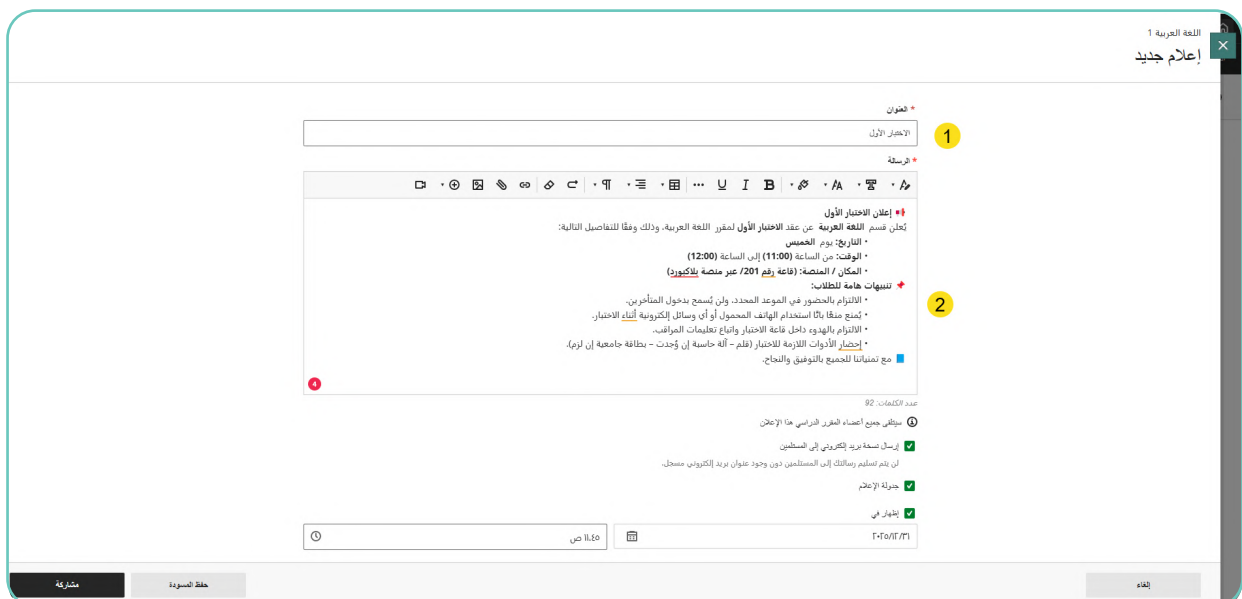 اللغة العربية 1
إعلام جديد
* العنوان
الاختبار الأول
1
* الرسالة
إعلان الاختبار الأول
يُعلن قسم اللغة العربية عن عقد الاختبار الأول لمقرر اللغة العربية، وذلك وفقًا للتفاصيل التالية:
• التاريخ: يوم الخميس
• الوقت: من الساعة (11:00) إلى الساعة (12:00)
• المكان / المنصة: (قاعة رقم 201/ عبر منصة بلاكبورد)
تنبيهات هامة للطلاب:
2
• الالتزام بالحضور في الموعد المحدد، ولن يُسمح بدخول المتأخرين.
• يُمنع منعًا باتًا استخدام الهاتف المحمول أو أي وسائل إلكترونية أثناء الاختبار.
• الالتزام بالهدوء داخل قاعة الاختبار واتباع تعليمات المراقب.
• إحضار الأدوات اللازمة للاختبار (قلم – آلة حاسبة إن وُجدت – بطاقة جامعية إن لزم).
مع تمنياتنا للجميع بالتوفيق والنجاح.
4
عدد الكلمات: 92
سيتلقى جميع أعضاء المقرر الدراسي هذا الإعلان
إرسال نسخة بريد إلكتروني إلى المستلمين
لن يتم تسليم رسالتك إلى المستلمين دون وجود عنوان بريد إلكتروني مسجل.
جدولة الإعلام
إظهار في
٢٠٢٥/١٢/٣١
١١:٤٥ ص
إلغاء
حفظ المسودة
مشاركة